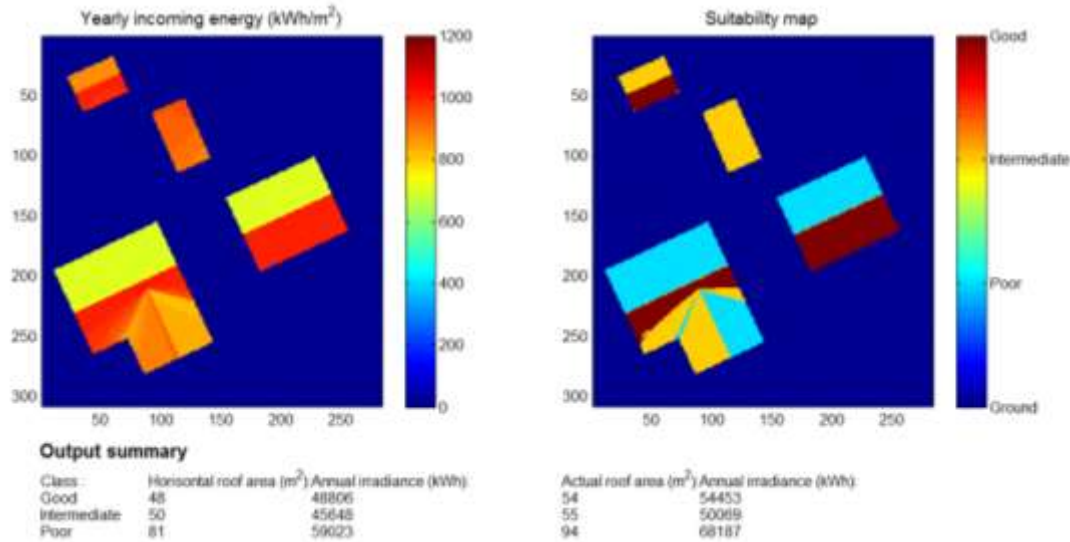 Yearly incoming energy (kWh/m²)
Suitability map
1200
1000
800
600
400
200
0
50
100
150
200
250
300
50 100 150 200 250
Good
Intermediate
Poor
Ground
50
100
150
200
250
300
50 100 150 200 250
Output summary
Class: Horisontal roof area (m²): Annual irradiance (kWh): Actual roof area (m²): Annual irradiance (kWh):
Good 48 48806 54 54453
Intermediate 50 45648 55 50069
Poor 81 59023 94 68187